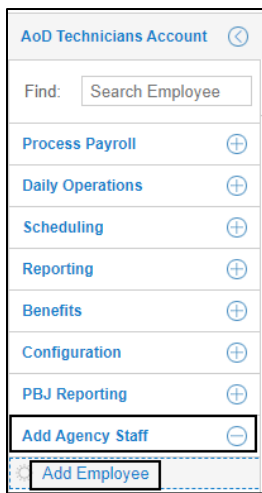 AoD Technicians Account
Find: Search Employee
Process Payroll
Daily Operations
Scheduling
Reporting
Benefits
Configuration
PBJ Reporting
Add Agency Staff
Add Employee